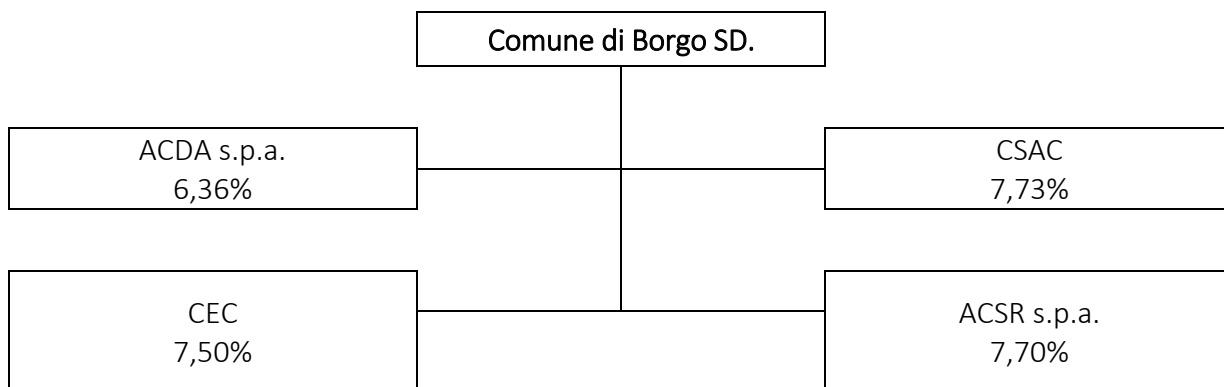 Comune di Borgo SD.
ACDA s.p.a.
6,36%
CSAC
7,73%
CEC
7,50%
ACSR s.p.a.
7,70%